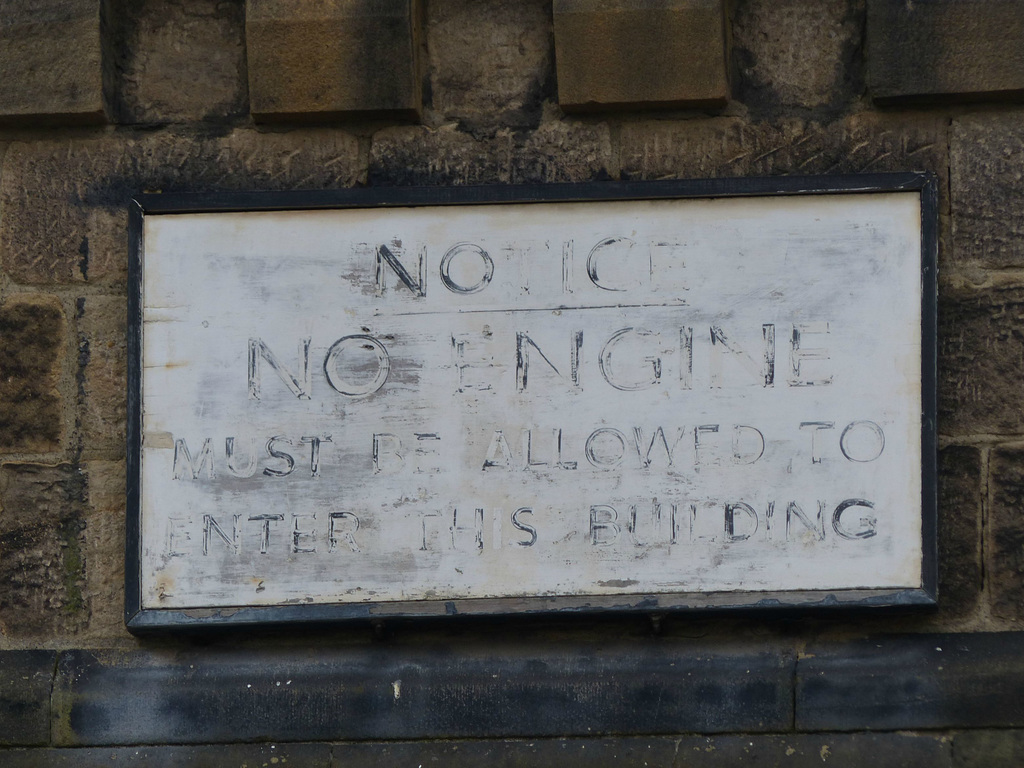 NOTICE
NO ENGINE
MUST BE ALLOWED TO
ENTER THIS BUILDING